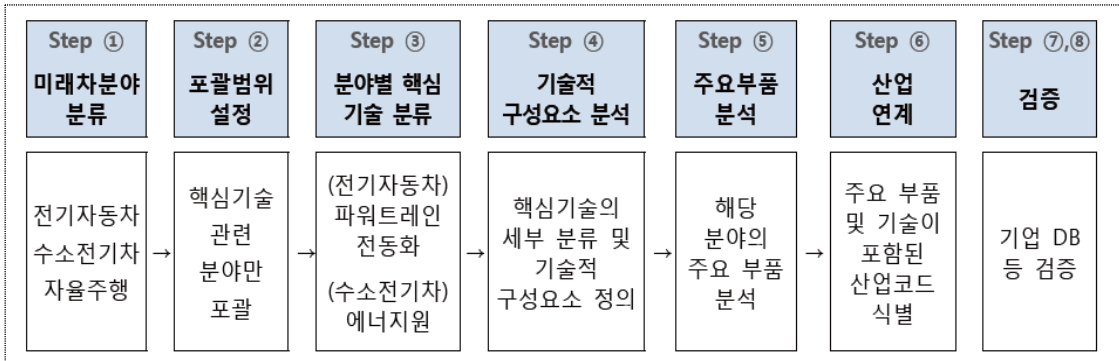 Step ①
미래차분야
분류
Step ②
포괄범위
설정
Step ③
분야별 핵심
기술 분류
Step ④
기술적
구성요소 분석
Step ⑤
주요부품
분석
Step ⑥
산업
연계
Step ⑦,⑧
검증
전기자동차
수소전기차
자율주행
→
핵심기술
관련
분야만
포괄
→
(전기자동차)
파워트레인
전동화
(수소전기차)
에너지원
→
핵심기술의
세부 분류 및
기술적
구성요소 정의
→
해당
분야의
주요 부품
분석
→
주요 부품
및 기술이
포함된
산업코드
식별
→
기업 DB
등 검증